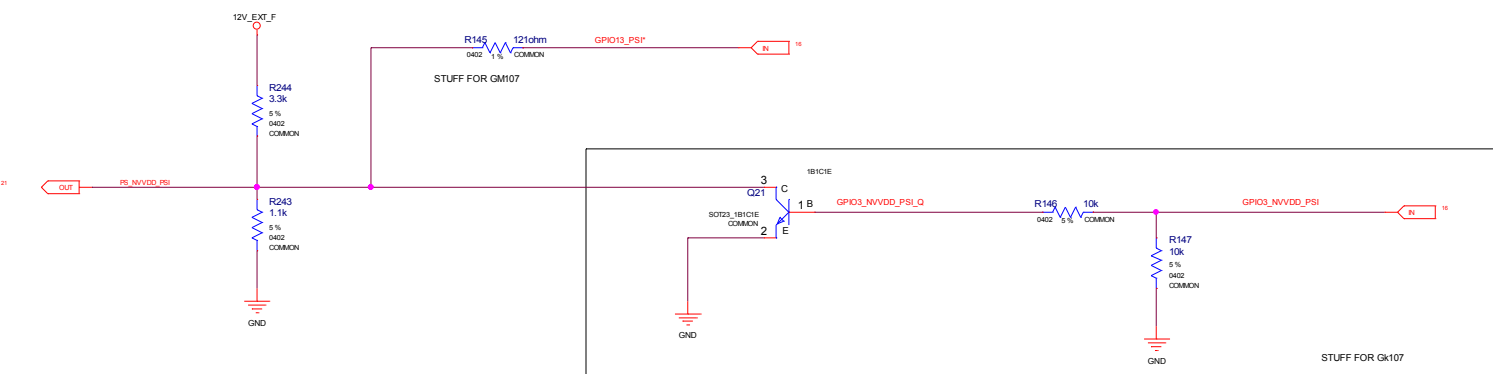 12V_EXT_F
R145 121ohm GPIO13_PSI* IN 16
0402 1 % COMMON
STUFF FOR GM107
R244
3.3k
5 %
0402
COMMON
21 OUT PS_NVVDD_PSI
R243
1.1k
5 %
0402
COMMON
GND
1B1C1E
3 C
Q21
1 B GPIO3_NVVDD_PSI_Q
SOT23_1B1C1E
COMMON
2 E
GND
R146 10k GPIO3_NVVDD_PSI IN 16
0402 5 % COMMON
R147
10k
5 %
0402
COMMON
GND
STUFF FOR Gk107